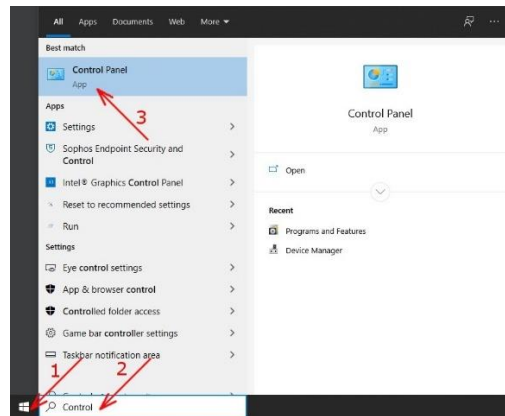 All Apps Documents Web More
Best match
Control Panel
App
3
Apps
Settings
Sophos Endpoint Security and
Control
Intel® Graphics Control Panel
Reset to recommended settings
Run
Settings
Eye control settings
App & browser control
Controlled folder access
Game bar controller settings
Taskbar notification area
1
2
Control
Control Panel
App
Open
Recent
Programs and Features
Device Manager